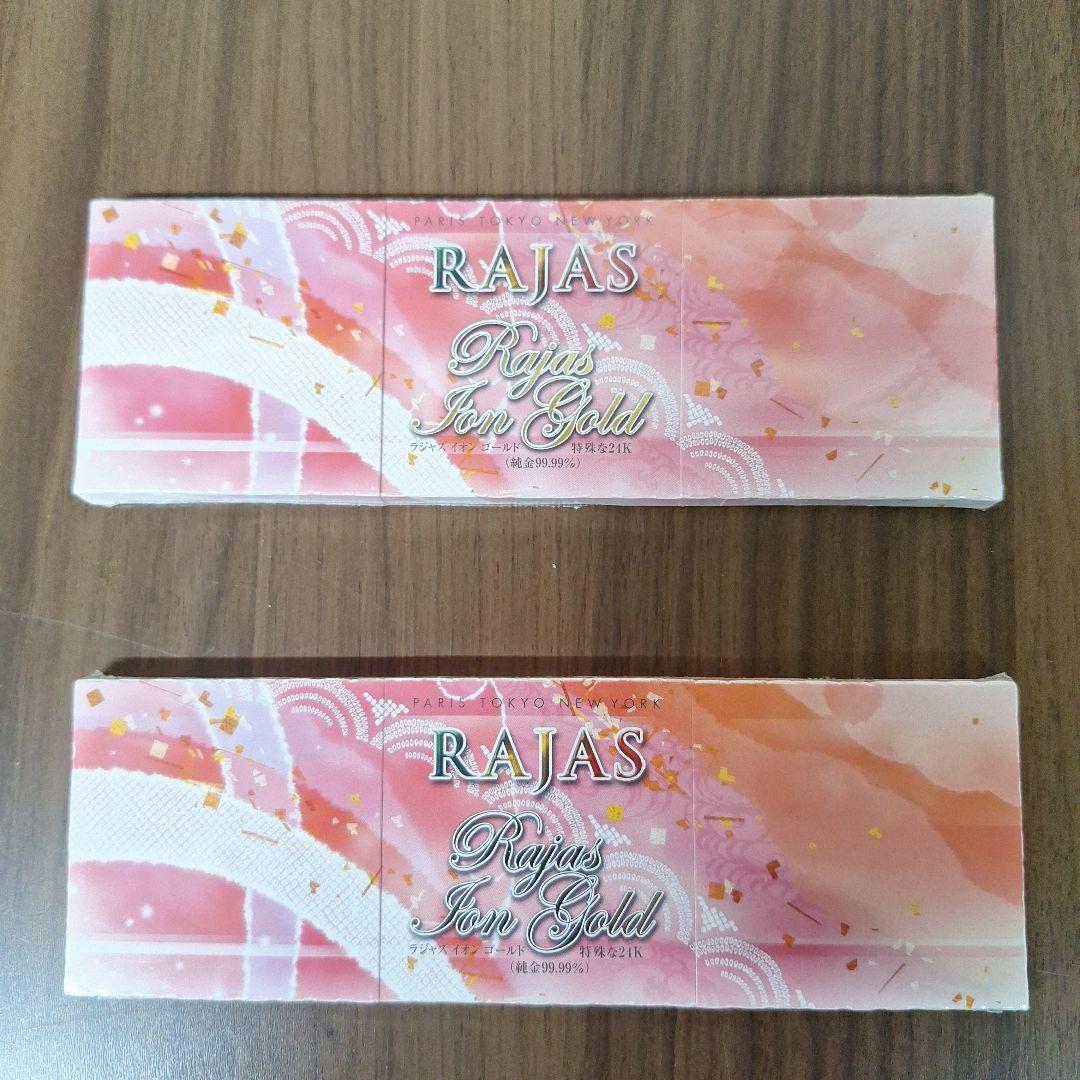 PARIS TOKYO NEW YORK
RAJAS
Rajas
Ion Gold
ラジャス イオン ゴールド 特殊な24K
(純金99.99%)
PARIS TOKYO NEW YORK
RAJAS
Rajas
Ion Gold
ラジャス イオン ゴールド 特殊な24K
(純金99.99%)